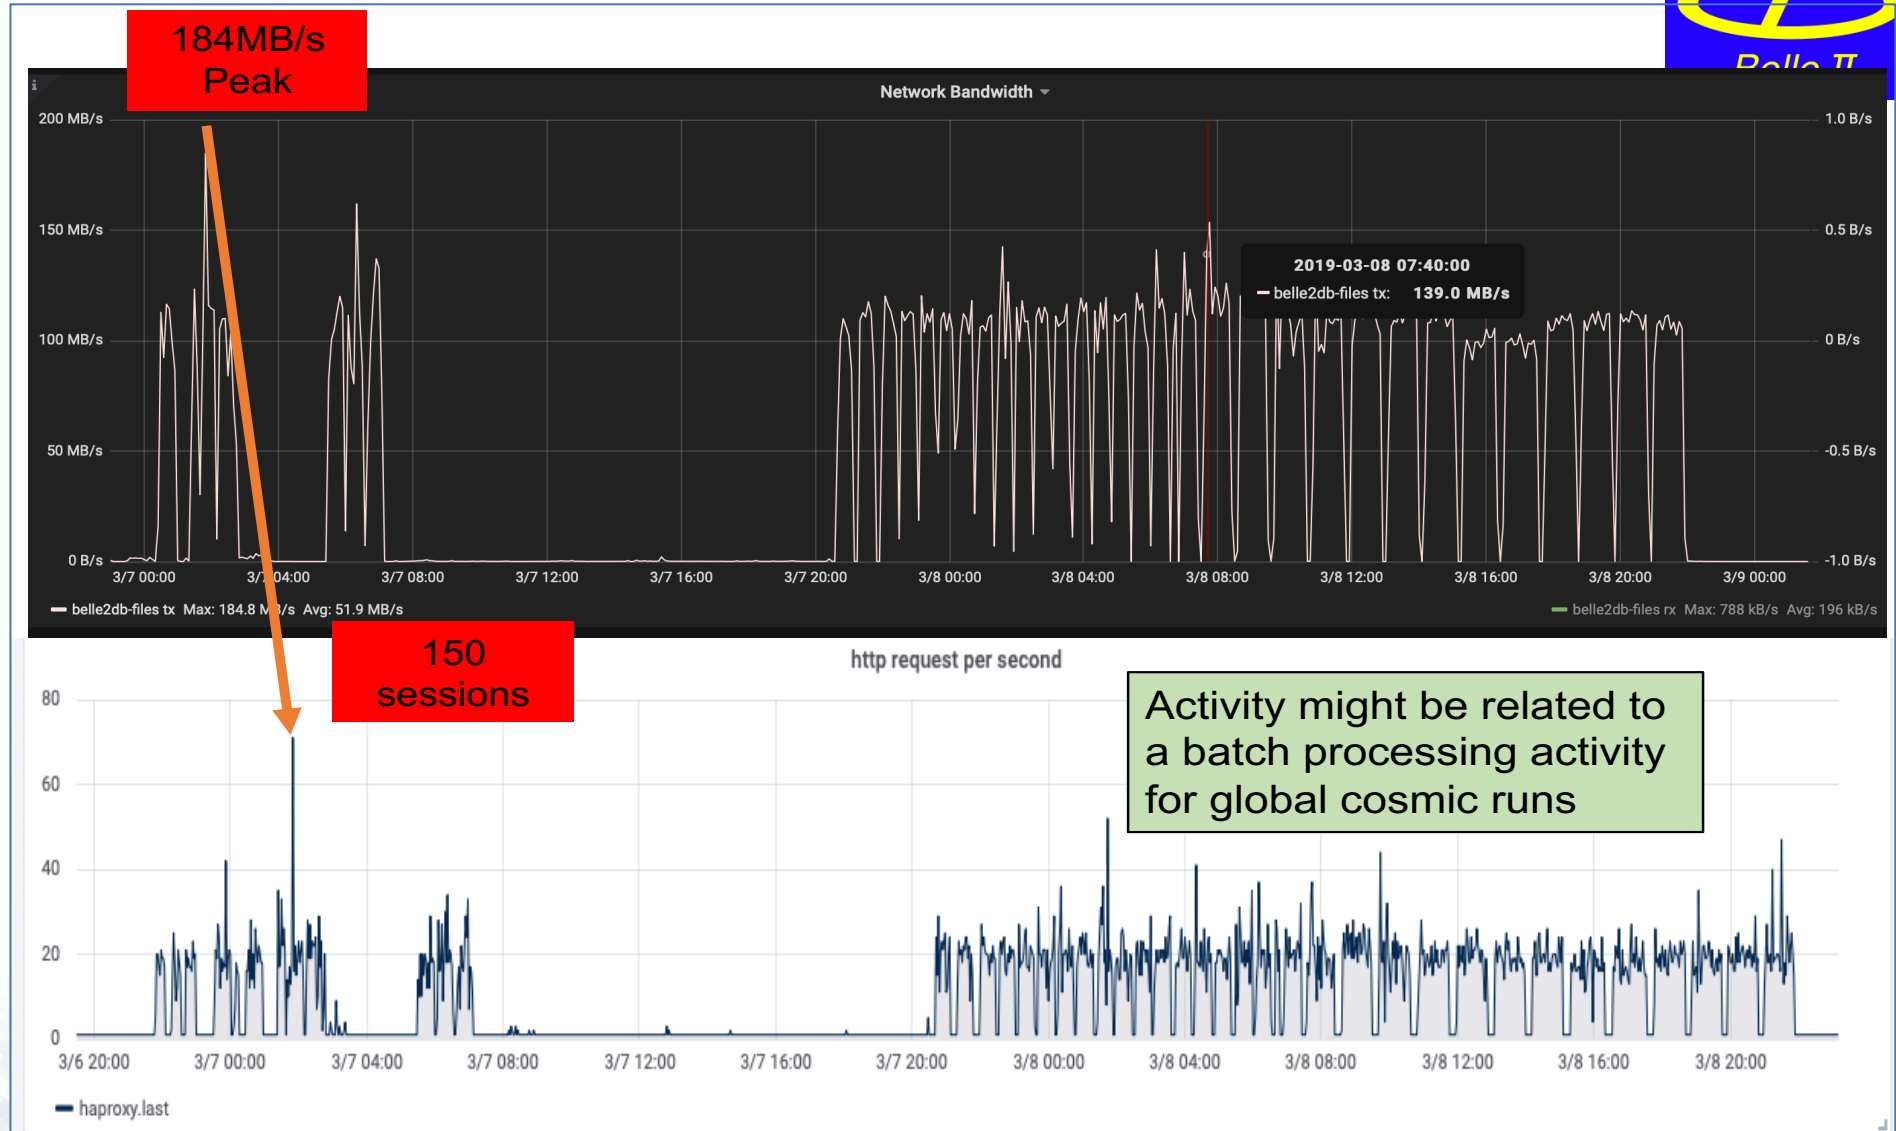 184MB/s
Peak
Belle II
i
Network Bandwidth
200 MB/s
150 MB/s
100 MB/s
50 MB/s
0 B/s
1.0 B/s
0.5 B/s
0 B/s
-0.5 B/s
-1.0 B/s
2019-03-08 07:40:00
belle2db-files tx: 139.0 MB/s
3/7 00:00 3/7 04:00 3/7 08:00 3/7 12:00 3/7 16:00 3/7 20:00 3/8 00:00 3/8 04:00 3/8 08:00 3/8 12:00 3/8 16:00 3/8 20:00 3/9 00:00
belle2db-files tx Max: 184.8 MB/s Avg: 51.9 MB/s
belle2db-files rx Max: 788 kB/s Avg: 196 kB/s
150
sessions
http request per second
Activity might be related to
a batch processing activity
for global cosmic runs
80
60
40
20
0
3/6 20:00 3/7 00:00 3/7 04:00 3/7 08:00 3/7 12:00 3/7 16:00 3/7 20:00 3/8 00:00 3/8 04:00 3/8 08:00 3/8 12:00 3/8 16:00 3/8 20:00
haproxy.last